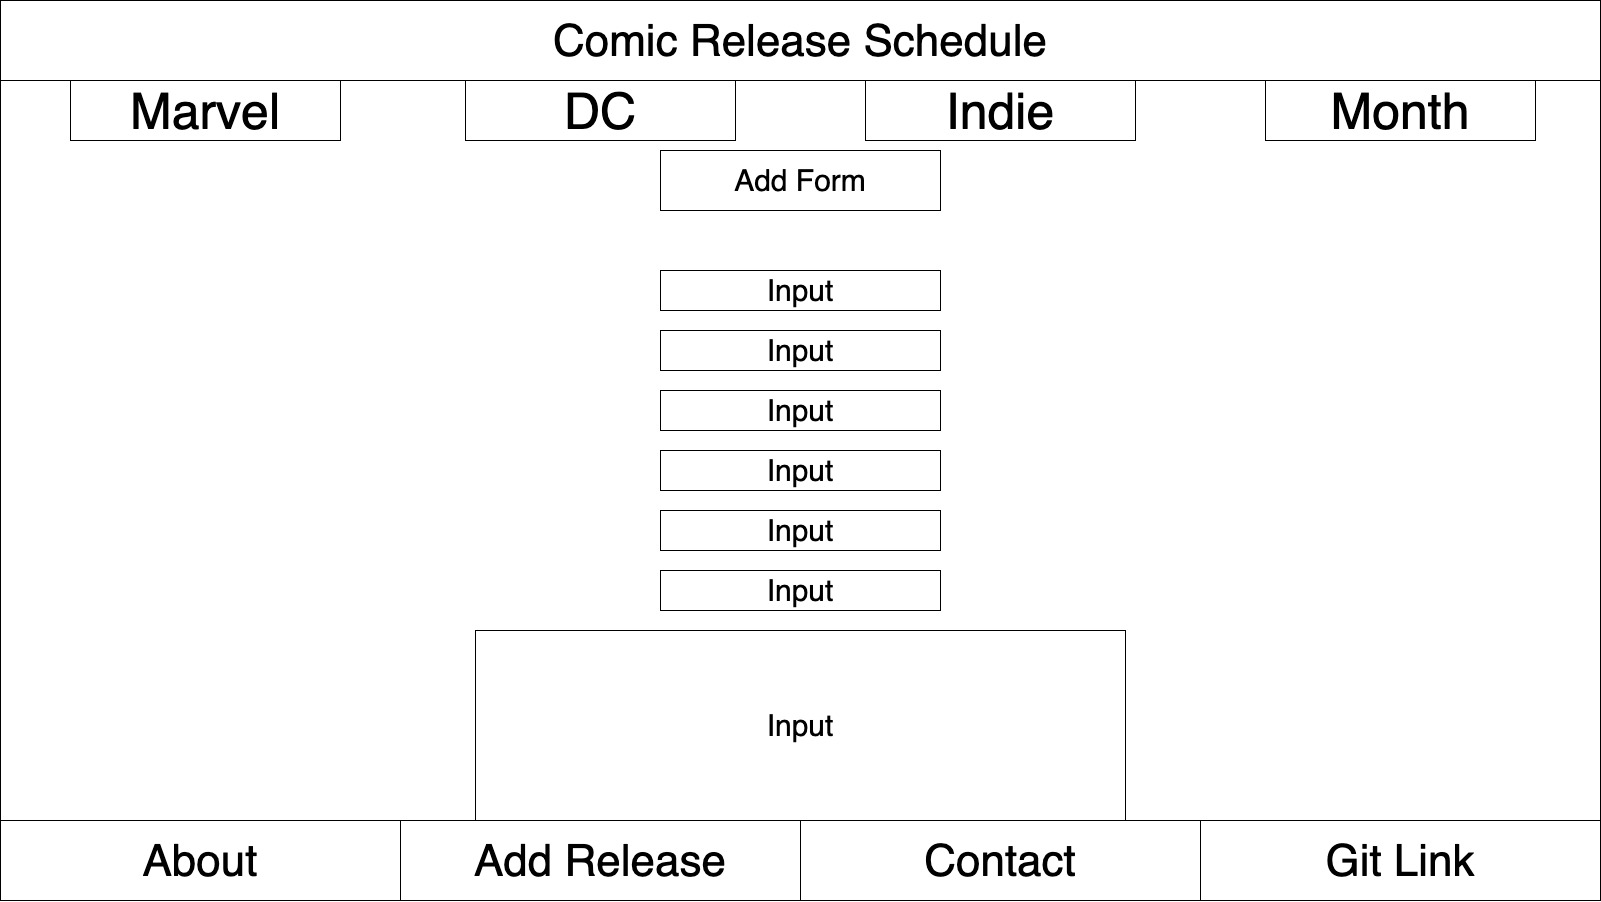 Comic Release Schedule
Marvel
DC
Indie
Month
Add Form
Input
Input
Input
Input
Input
Input
Input
About
Add Release
Contact
Git Link